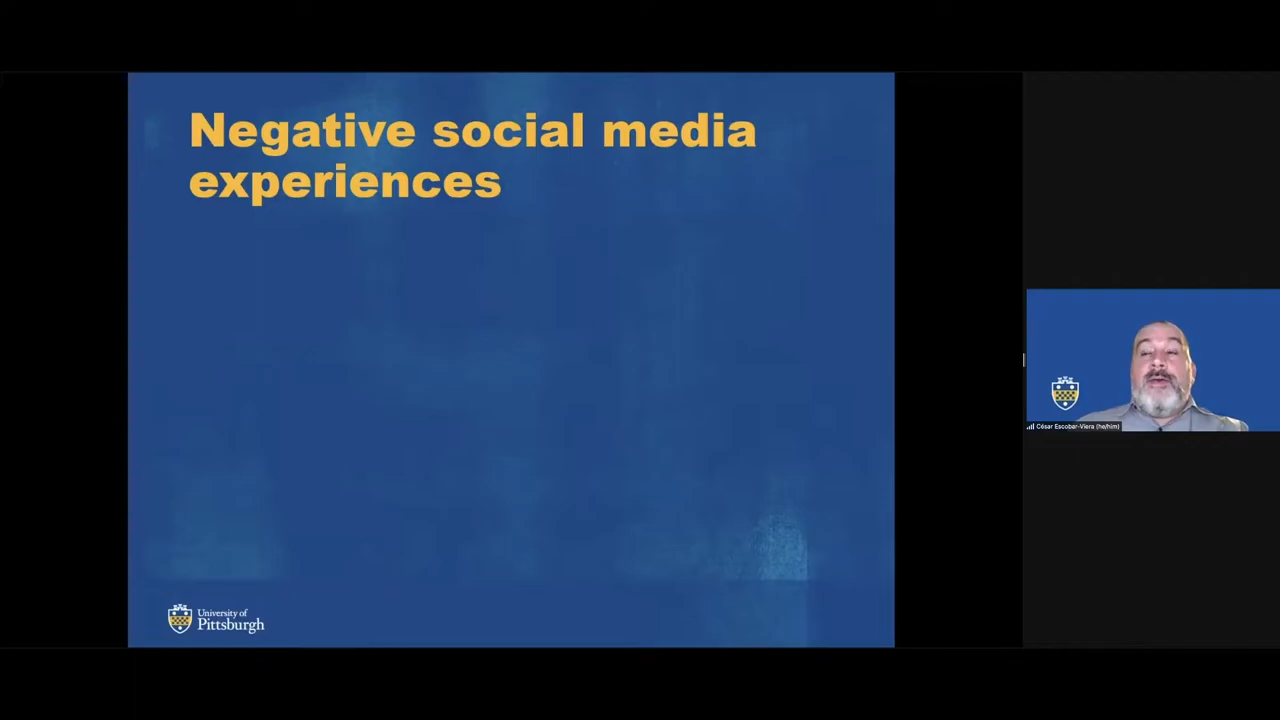 Negative social media
experiences
University of
Pittsburgh
César Escobar-Viera (he/him)